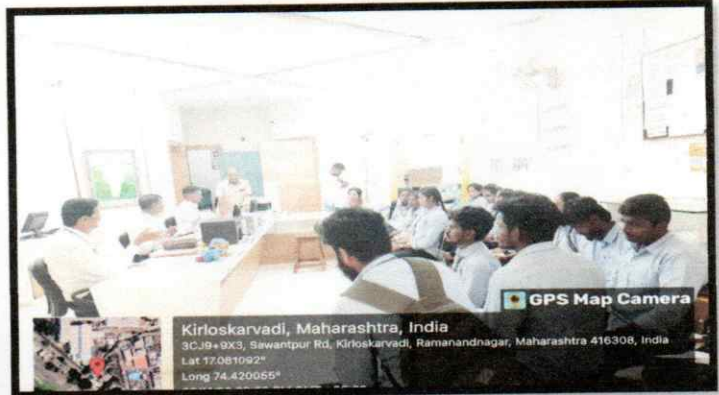 GPS Map Camera
Kirloskarvadi, Maharashtra, India
3CJ9+9X3, Sawantpur Rd, Kirloskarvadi, Ramanandnagar, Maharashtra 416308, India
Lat 17.081092°
Long 74.420055°